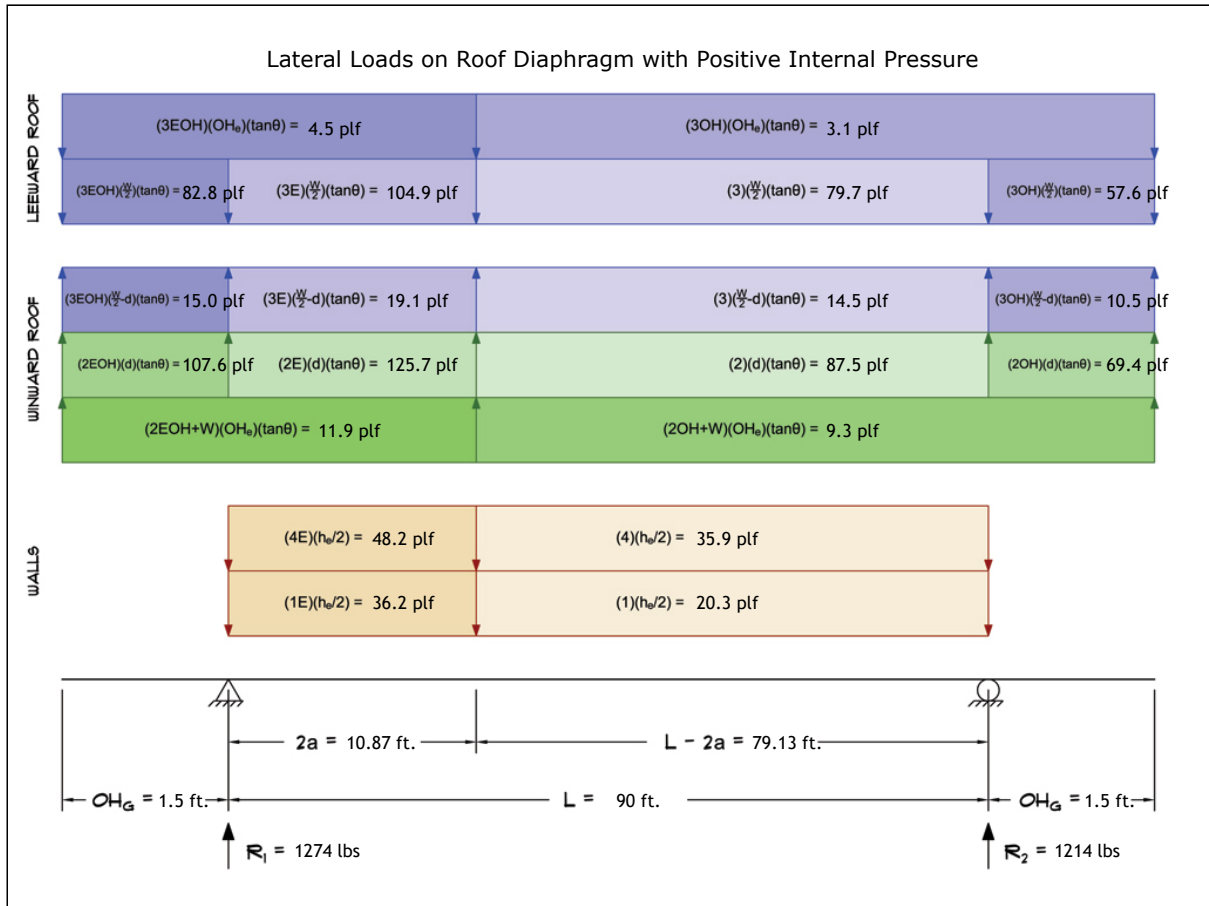 Lateral Loads on Roof Diaphragm with Positive Internal Pressure
LEEWARD ROOF
(3EOH)(OHₑ)(tanθ) = 4.5 plf
(3OH)(OHₑ)(tanθ) = 3.1 plf
(3EOH)(W/2)(tanθ) = 82.8 plf
(3E)(W/2)(tanθ) = 104.9 plf
(3)(W/2)(tanθ) = 79.7 plf
(3OH)(W/2)(tanθ) = 57.6 plf
WINWARD ROOF
(3EOH)(W/2-d)(tanθ) = 15.0 plf
(3E)(W/2-d)(tanθ) = 19.1 plf
(3)(W/2-d)(tanθ) = 14.5 plf
(3OH)(W/2-d)(tanθ) = 10.5 plf
(2EOH)(d)(tanθ) = 107.6 plf
(2E)(d)(tanθ) = 125.7 plf
(2)(d)(tanθ) = 87.5 plf
(2OH)(d)(tanθ) = 69.4 plf
(2EOH+W)(OHₑ)(tanθ) = 11.9 plf
(2OH+W)(OHₑ)(tanθ) = 9.3 plf
WALLS
(4E)(hₑ/2) = 48.2 plf
(4)(hₑ/2) = 35.9 plf
(1E)(hₑ/2) = 36.2 plf
(1)(hₑ/2) = 20.3 plf
2a = 10.87 ft.
L - 2a = 79.13 ft.
OH_G = 1.5 ft.
L = 90 ft.
OH_G = 1.5 ft.
R₁ = 1274 lbs
R₂ = 1214 lbs